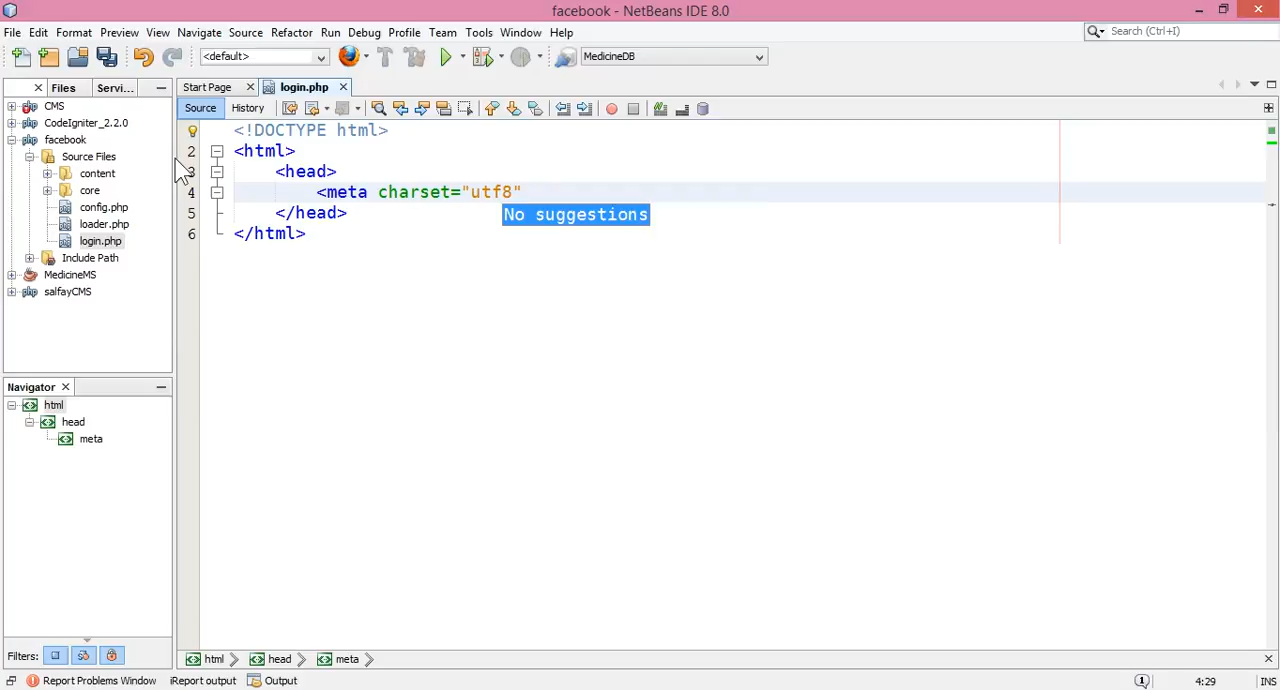 facebook - NetBeans IDE 8.0
File Edit Format Preview View Navigate Source Refactor Run Debug Profile Team Tools Window Help
Search (Ctrl+I)
<default>
MedicineDB
Files Servi...
Start Page login.php
Source History
CMS
CodeIgniter_2.2.0
facebook
Source Files
content
core
config.php
loader.php
login.php
Include Path
MedicineMS
salfayCMS
<!DOCTYPE html>
2 <html>
3 <head>
4 <meta charset="utf8"
5 </head>
6 </html>
No suggestions
Navigator
html
head
meta
Filters:
html head meta
Report Problems Window iReport output Output
1 4:29 INS